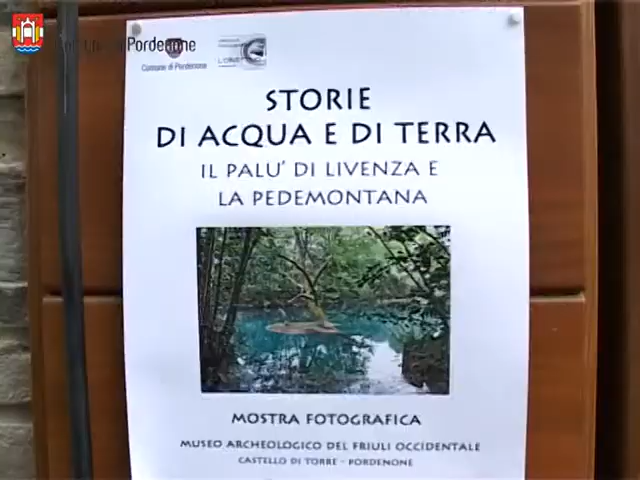 Pordenone
Comune di Pordenone
STORIE
DI ACQUA E DI TERRA
IL PALU' DI LIVENZA E
LA PEDEMONTANA
MOSTRA FOTOGRAFICA
MUSEO ARCHEOLOGICO DEL FRIULI OCCIDENTALE
CASTELLO DI TORRE - PORDENONE